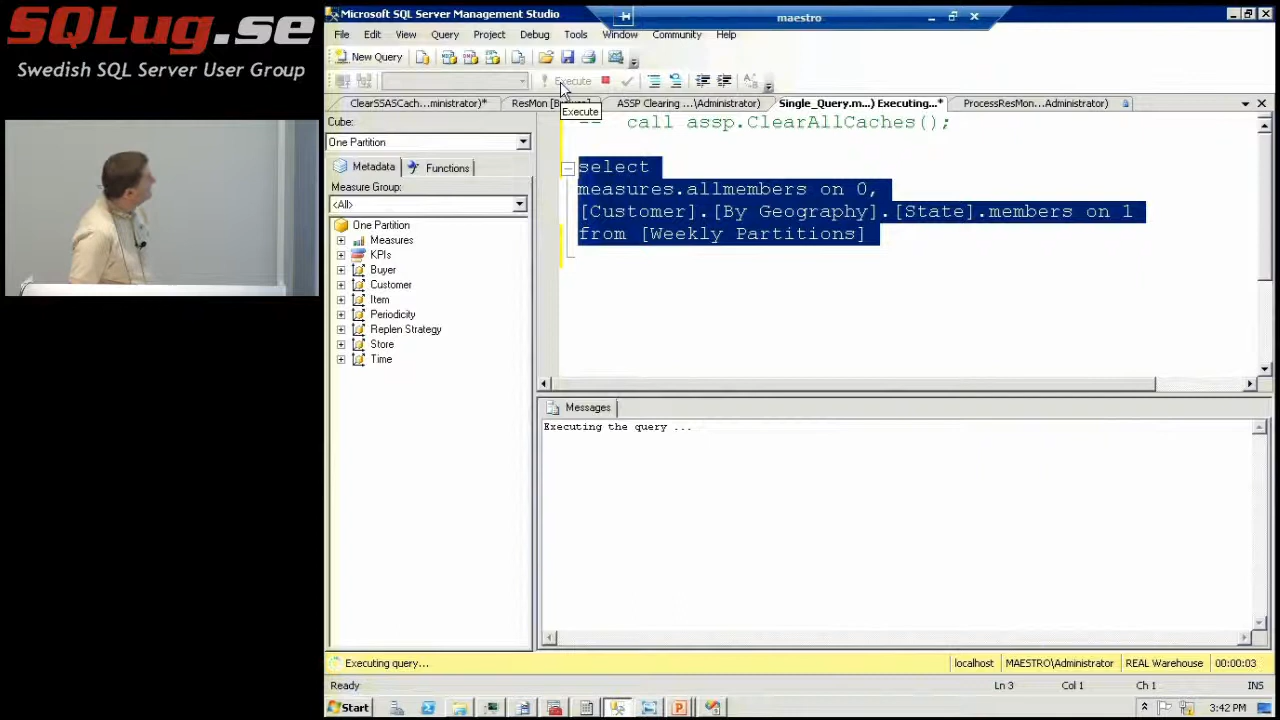 SQLug.se
Swedish SQL Server User Group
Microsoft SQL Server Management Studio
maestro
File Edit View Query Project Debug Tools Window Community Help
New Query
Execute
ClearSSASCach...ministrator)*
ResMon [
ASSP Clearing ...\Administrator)
Single_Query.m...) Executing...*
ProcessResMon...Administrator)
Execute
Cube:
One Partition
Metadata
Functions
Measure Group:
<All>
One Partition
Measures
KPIs
Buyer
Customer
Item
Periodicity
Replen Strategy
Store
Time
-- call assp.ClearAllCaches();
select
measures.allmembers on 0,
[Customer].[By Geography].[State].members on 1
from [Weekly Partitions]
Messages
Executing the query ...
Executing query...
localhost
MAESTRO\Administrator
REAL Warehouse
00:00:03
Ready
Ln 3
Col 1
Ch 1
INS
Start
3:42 PM